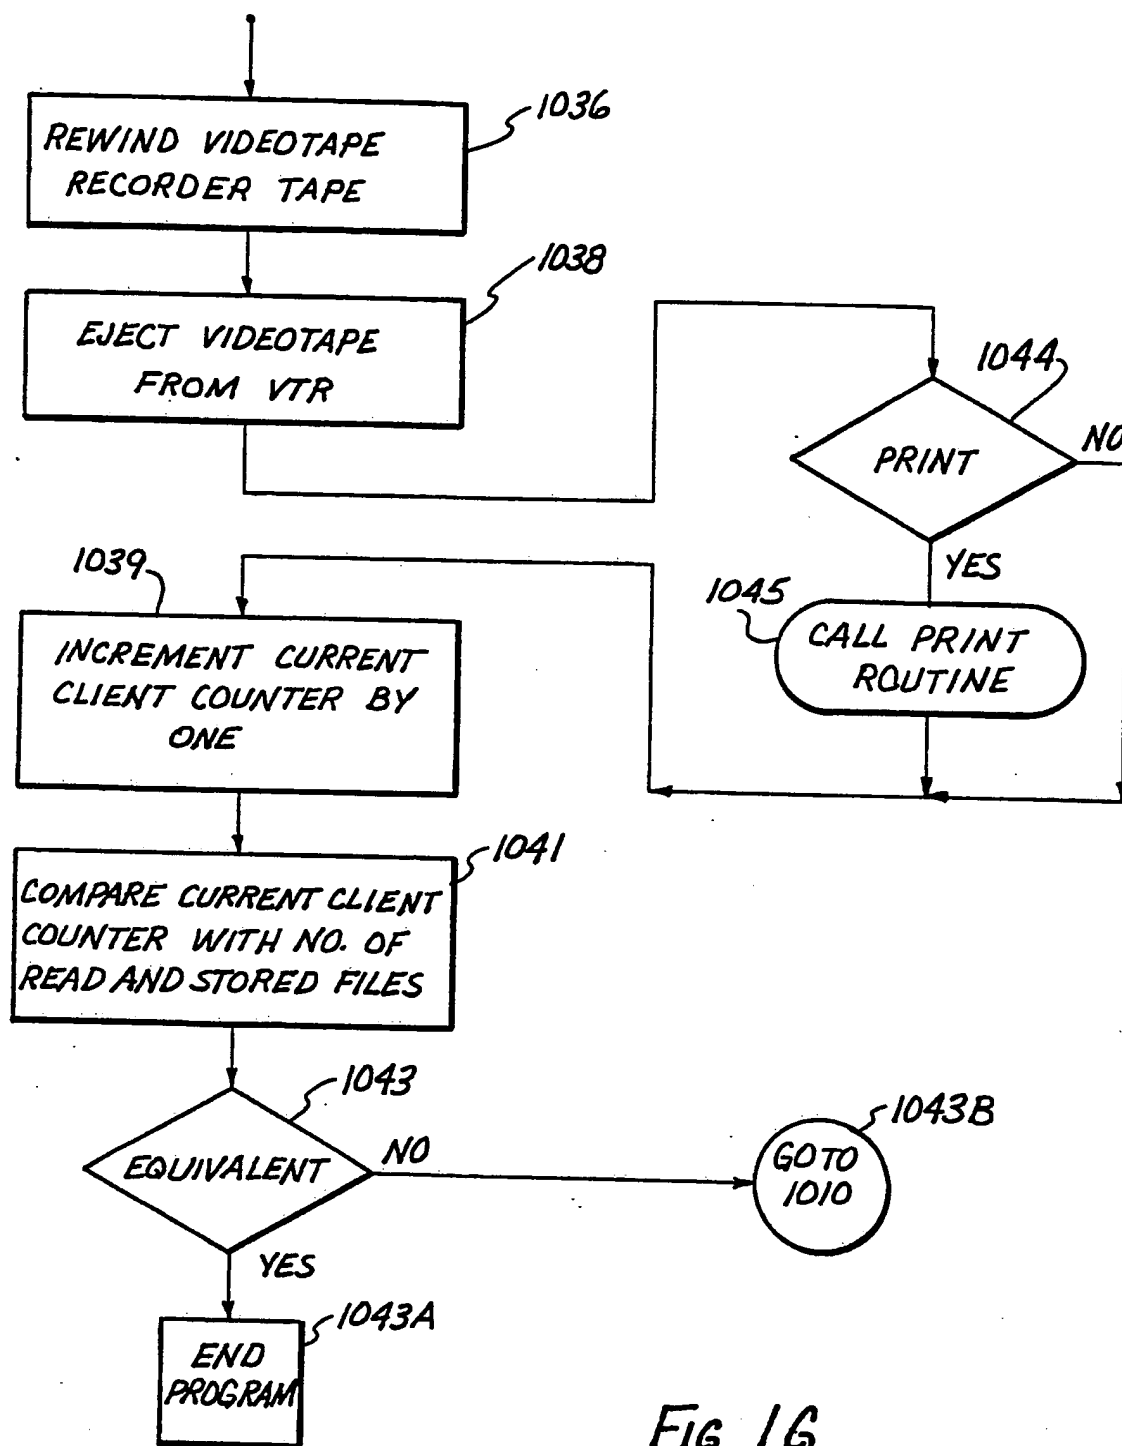 1036
REWIND VIDEOTAPE
RECORDER TAPE
1038
EJECT VIDEOTAPE
FROM VTR
1044
PRINT
NO
YES
1045
CALL PRINT
ROUTINE
1039
INCREMENT CURRENT
CLIENT COUNTER BY
ONE
1041
COMPARE CURRENT CLIENT
COUNTER WITH NO. OF
READ AND STORED FILES
1043
EQUIVALENT
NO
YES
1043B
GO TO
1010
1043A
END
PROGRAM
FIG 1G